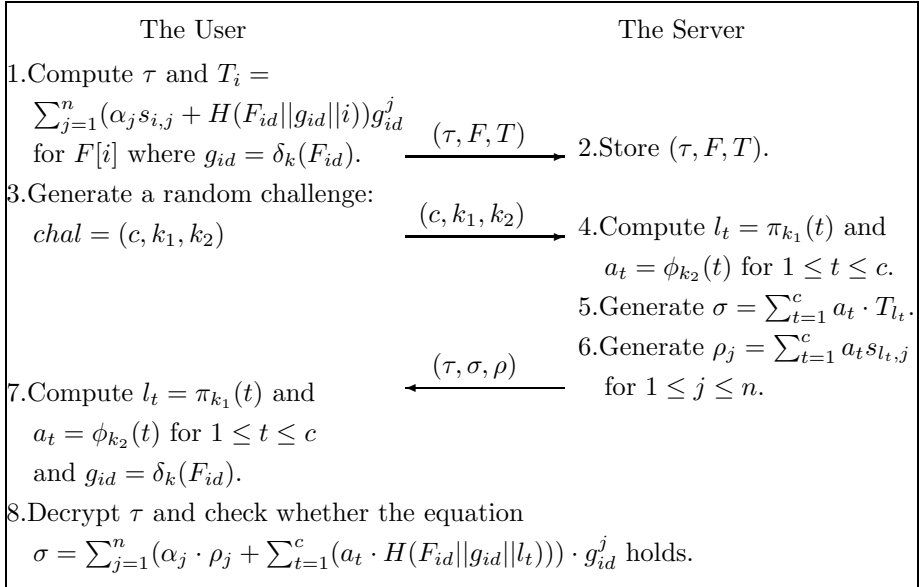 The User
The Server
1.Compute τ and T_i =
∑_{j=1}^{n}(α_j s_{i,j} + H(F_{id}||g_{id}||i))g_{id}^{j}
for F[i] where g_{id} = δ_k(F_{id}).
(τ, F, T)
2.Store (τ, F, T).
3.Generate a random challenge:
chal = (c, k_1, k_2)
(c, k_1, k_2)
4.Compute l_t = π_{k_1}(t) and
a_t = ϕ_{k_2}(t) for 1 ≤ t ≤ c.
5.Generate σ = ∑_{t=1}^{c} a_t · T_{l_t}.
6.Generate ρ_j = ∑_{t=1}^{c} a_t s_{l_t,j}
for 1 ≤ j ≤ n.
(τ, σ, ρ)
7.Compute l_t = π_{k_1}(t) and
a_t = ϕ_{k_2}(t) for 1 ≤ t ≤ c
and g_{id} = δ_k(F_{id}).
8.Decrypt τ and check whether the equation
σ = ∑_{j=1}^{n}(α_j · ρ_j + ∑_{t=1}^{c}(a_t · H(F_{id}||g_{id}||l_t))) · g_{id}^{j} holds.